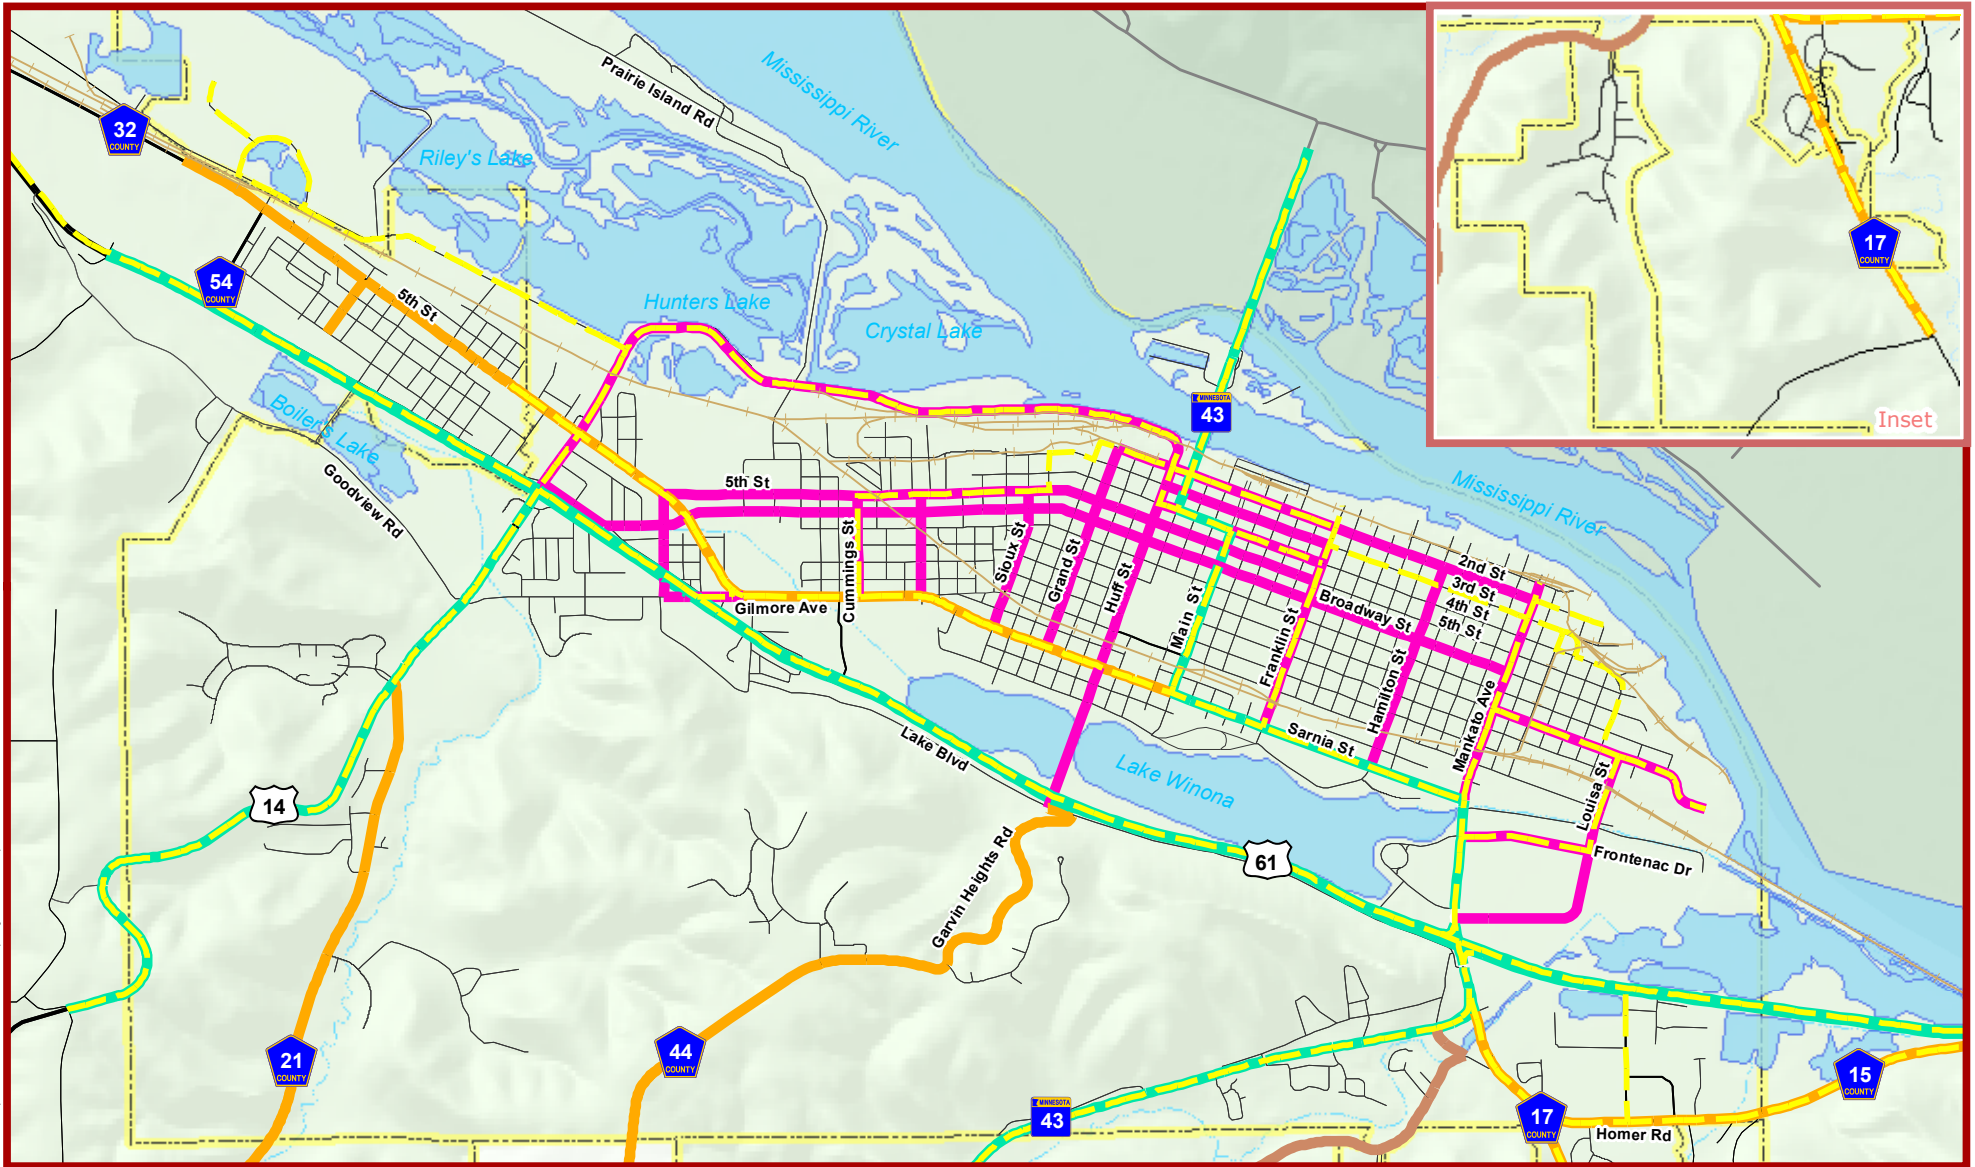 Prairie Island Rd
Mississippi River
32
COUNTY
Riley's Lake
17
COUNTY
54
COUNTY
5th St
Hunters Lake
Crystal Lake
MINNESOTA
43
Inset
Boiler's Lake
Goodview Rd
5th St
Mississippi River
Cummings St
Sioux St
Grand St
Huff St
Main St
Franklin St
2nd St
3rd St
4th St
5th St
Broadway St
Gilmore Ave
Hamilton St
Mankato Ave
Sarnia St
Lake Blvd
Lake Winona
Louisa St
14
61
Frontenac Dr
Garvin Heights Rd
21
COUNTY
44
COUNTY
MINNESOTA
43
17
COUNTY
15
COUNTY
Homer Rd